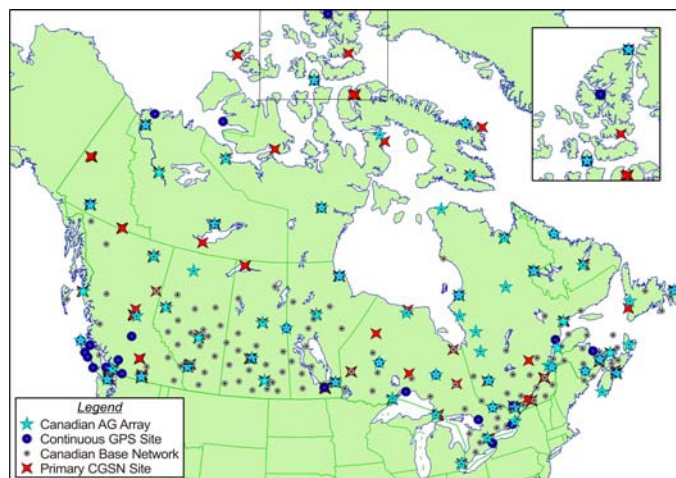 Legend
Canadian AG Array
Continuous GPS Site
Canadian Base Network
Primary CGSN Site